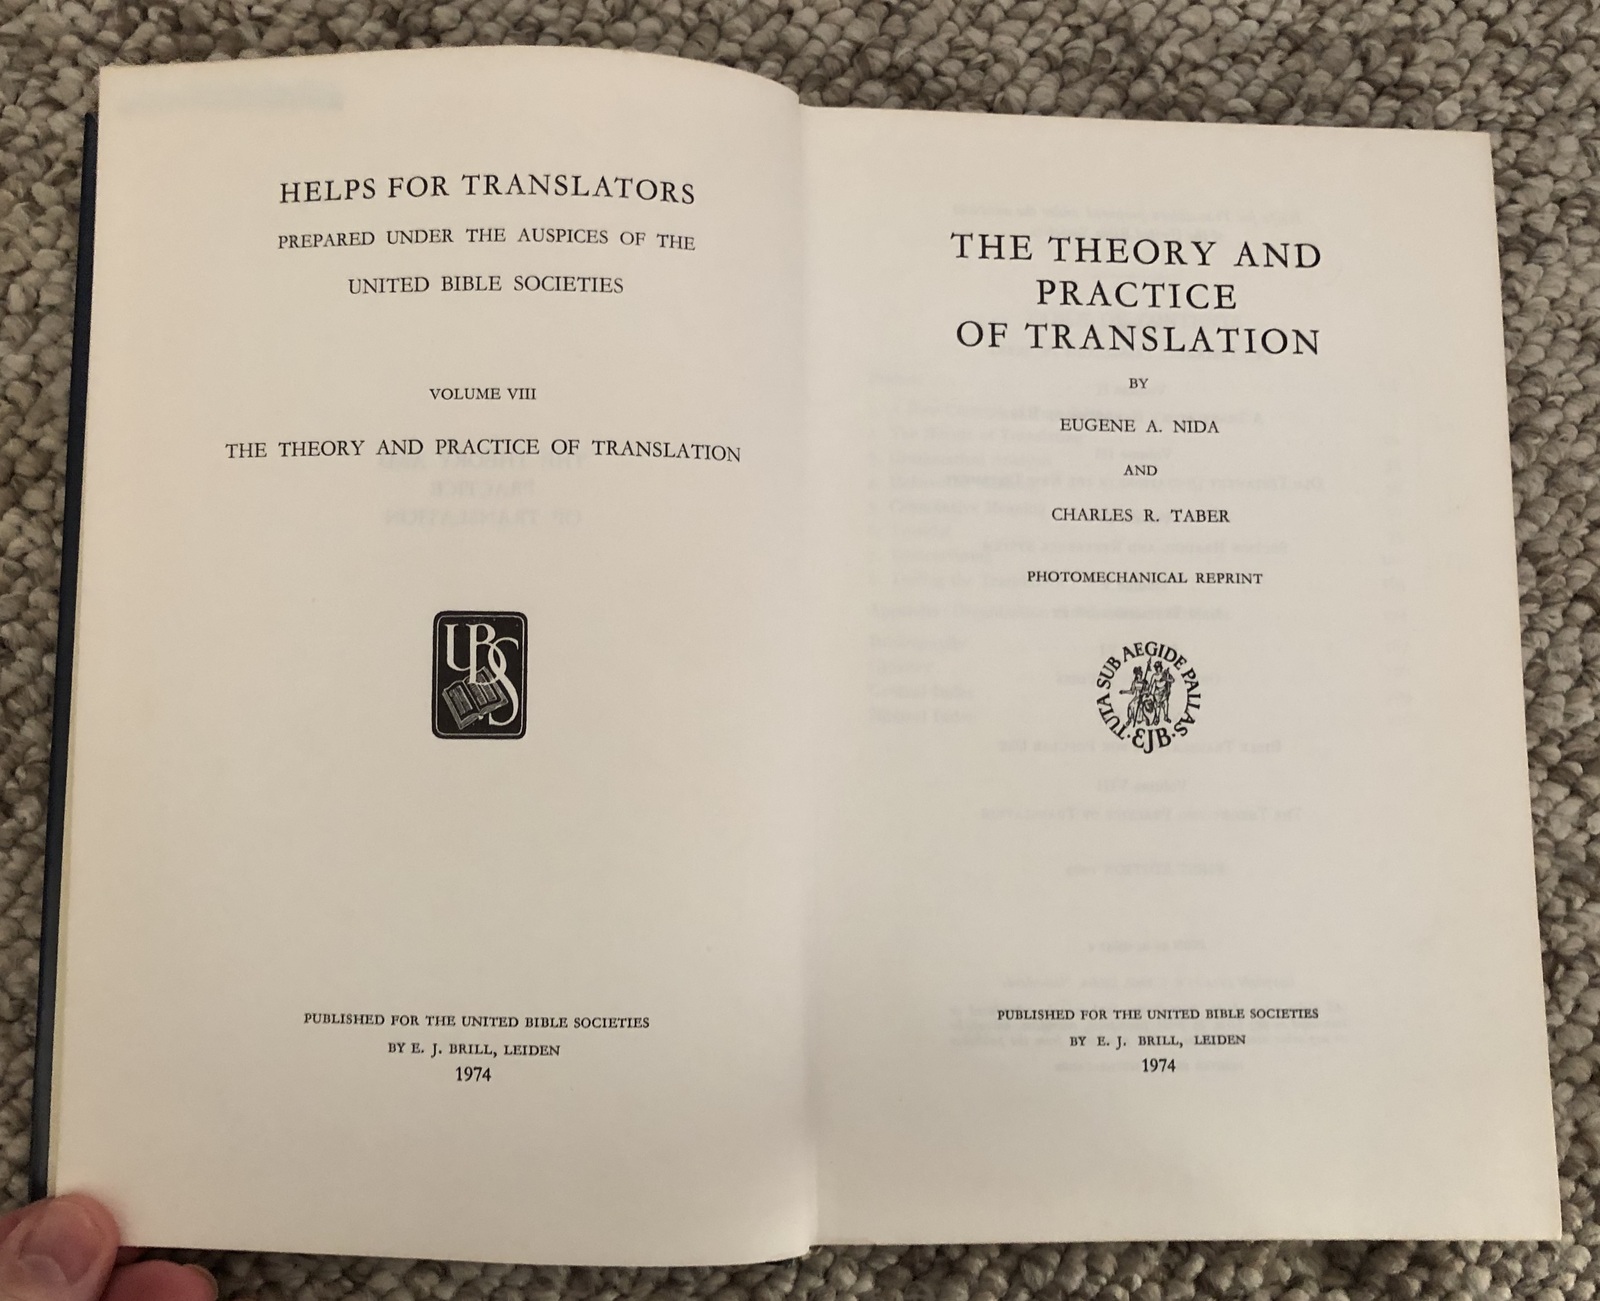 HELPS FOR TRANSLATORS
PREPARED UNDER THE AUSPICES OF THE
UNITED BIBLE SOCIETIES
VOLUME VIII
THE THEORY AND PRACTICE OF TRANSLATION
UBS
PUBLISHED FOR THE UNITED BIBLE SOCIETIES
BY E. J. BRILL, LEIDEN
1974
THE THEORY AND
PRACTICE
OF TRANSLATION
BY
EUGENE A. NIDA
AND
CHARLES R. TABER
PHOTOMECHANICAL REPRINT
TUTA SUB AEGIDE PALLAS
EJB
PUBLISHED FOR THE UNITED BIBLE SOCIETIES
BY E. J. BRILL, LEIDEN
1974